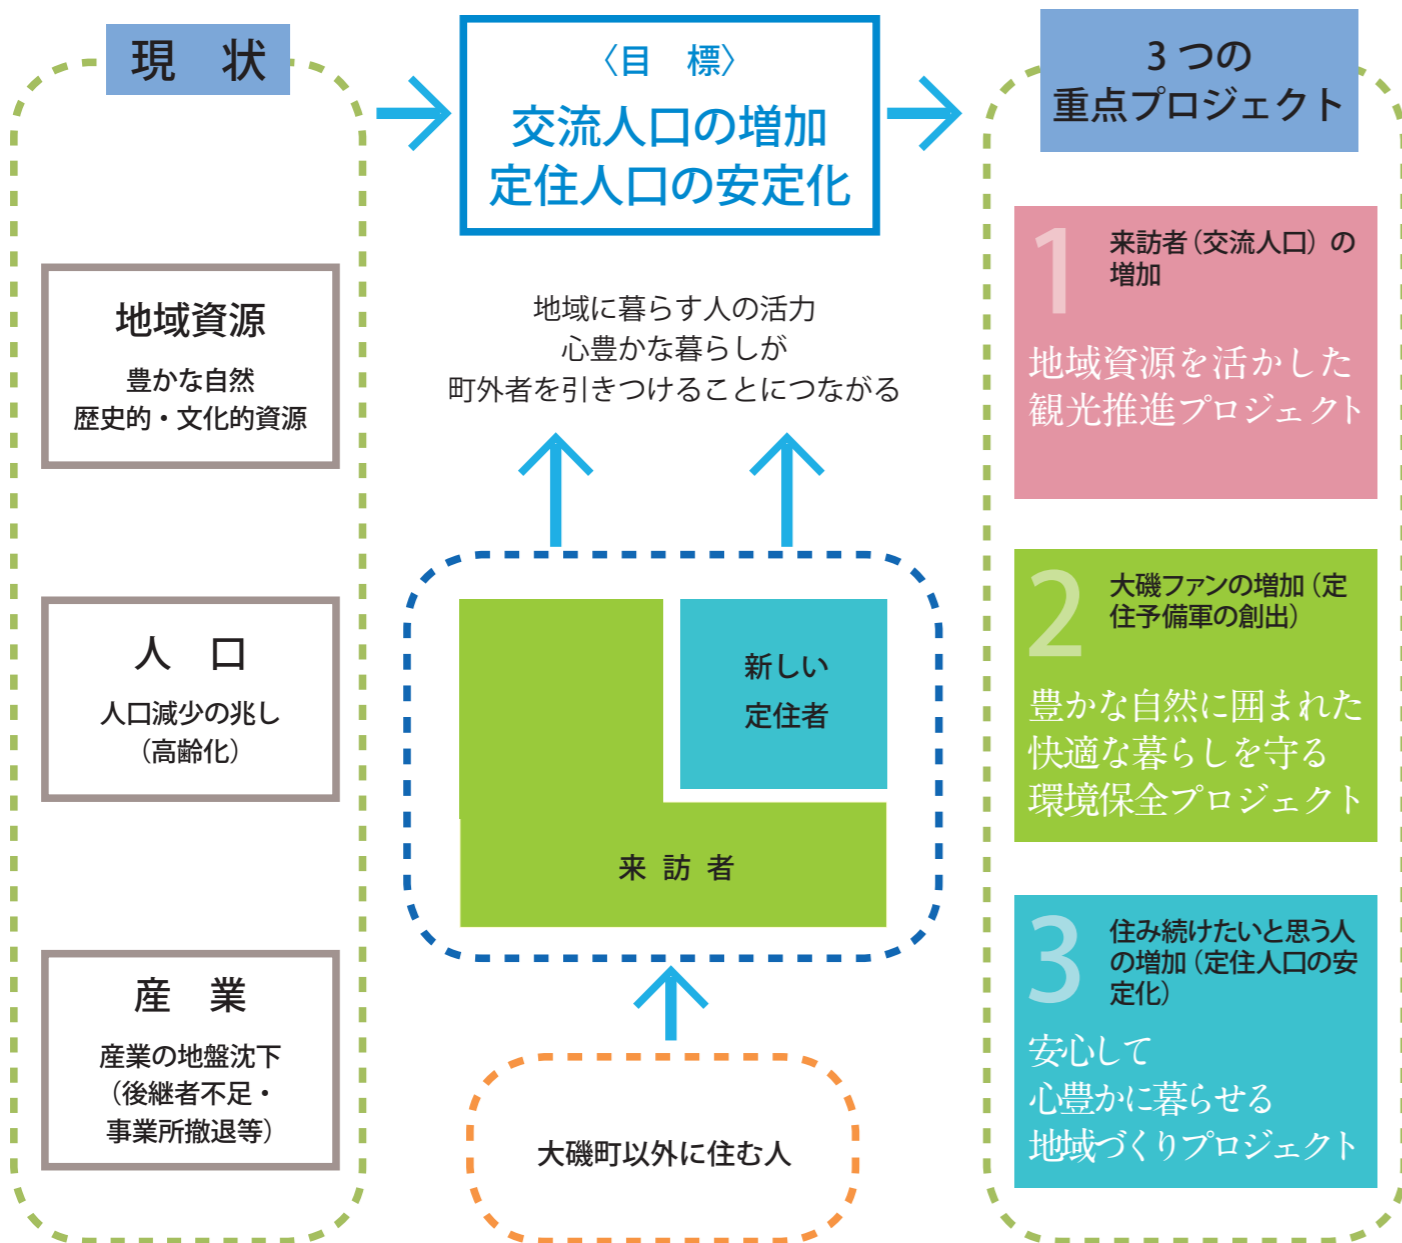 現　状
地域資源
豊かな自然
歴史的・文化的資源
人　口
人口減少の兆し
（高齢化）
産　業
産業の地盤沈下
（後継者不足・
事業所撤退等）
〈目　標〉
交流人口の増加
定住人口の安定化
地域に暮らす人の活力
心豊かな暮らしが
町外者を引きつけることにつながる
新しい
定住者
来 訪 者
大磯町以外に住む人
3 つの
重点プロジェクト
1
来訪者（交流人口）の
増加
地域資源を活かした
観光推進プロジェクト
2
大磯ファンの増加（定
住予備軍の創出）
豊かな自然に囲まれた
快適な暮らしを守る
環境保全プロジェクト
3
住み続けたいと思う人
の増加（定住人口の安
定化）
安心して
心豊かに暮らせる
地域づくりプロジェクト